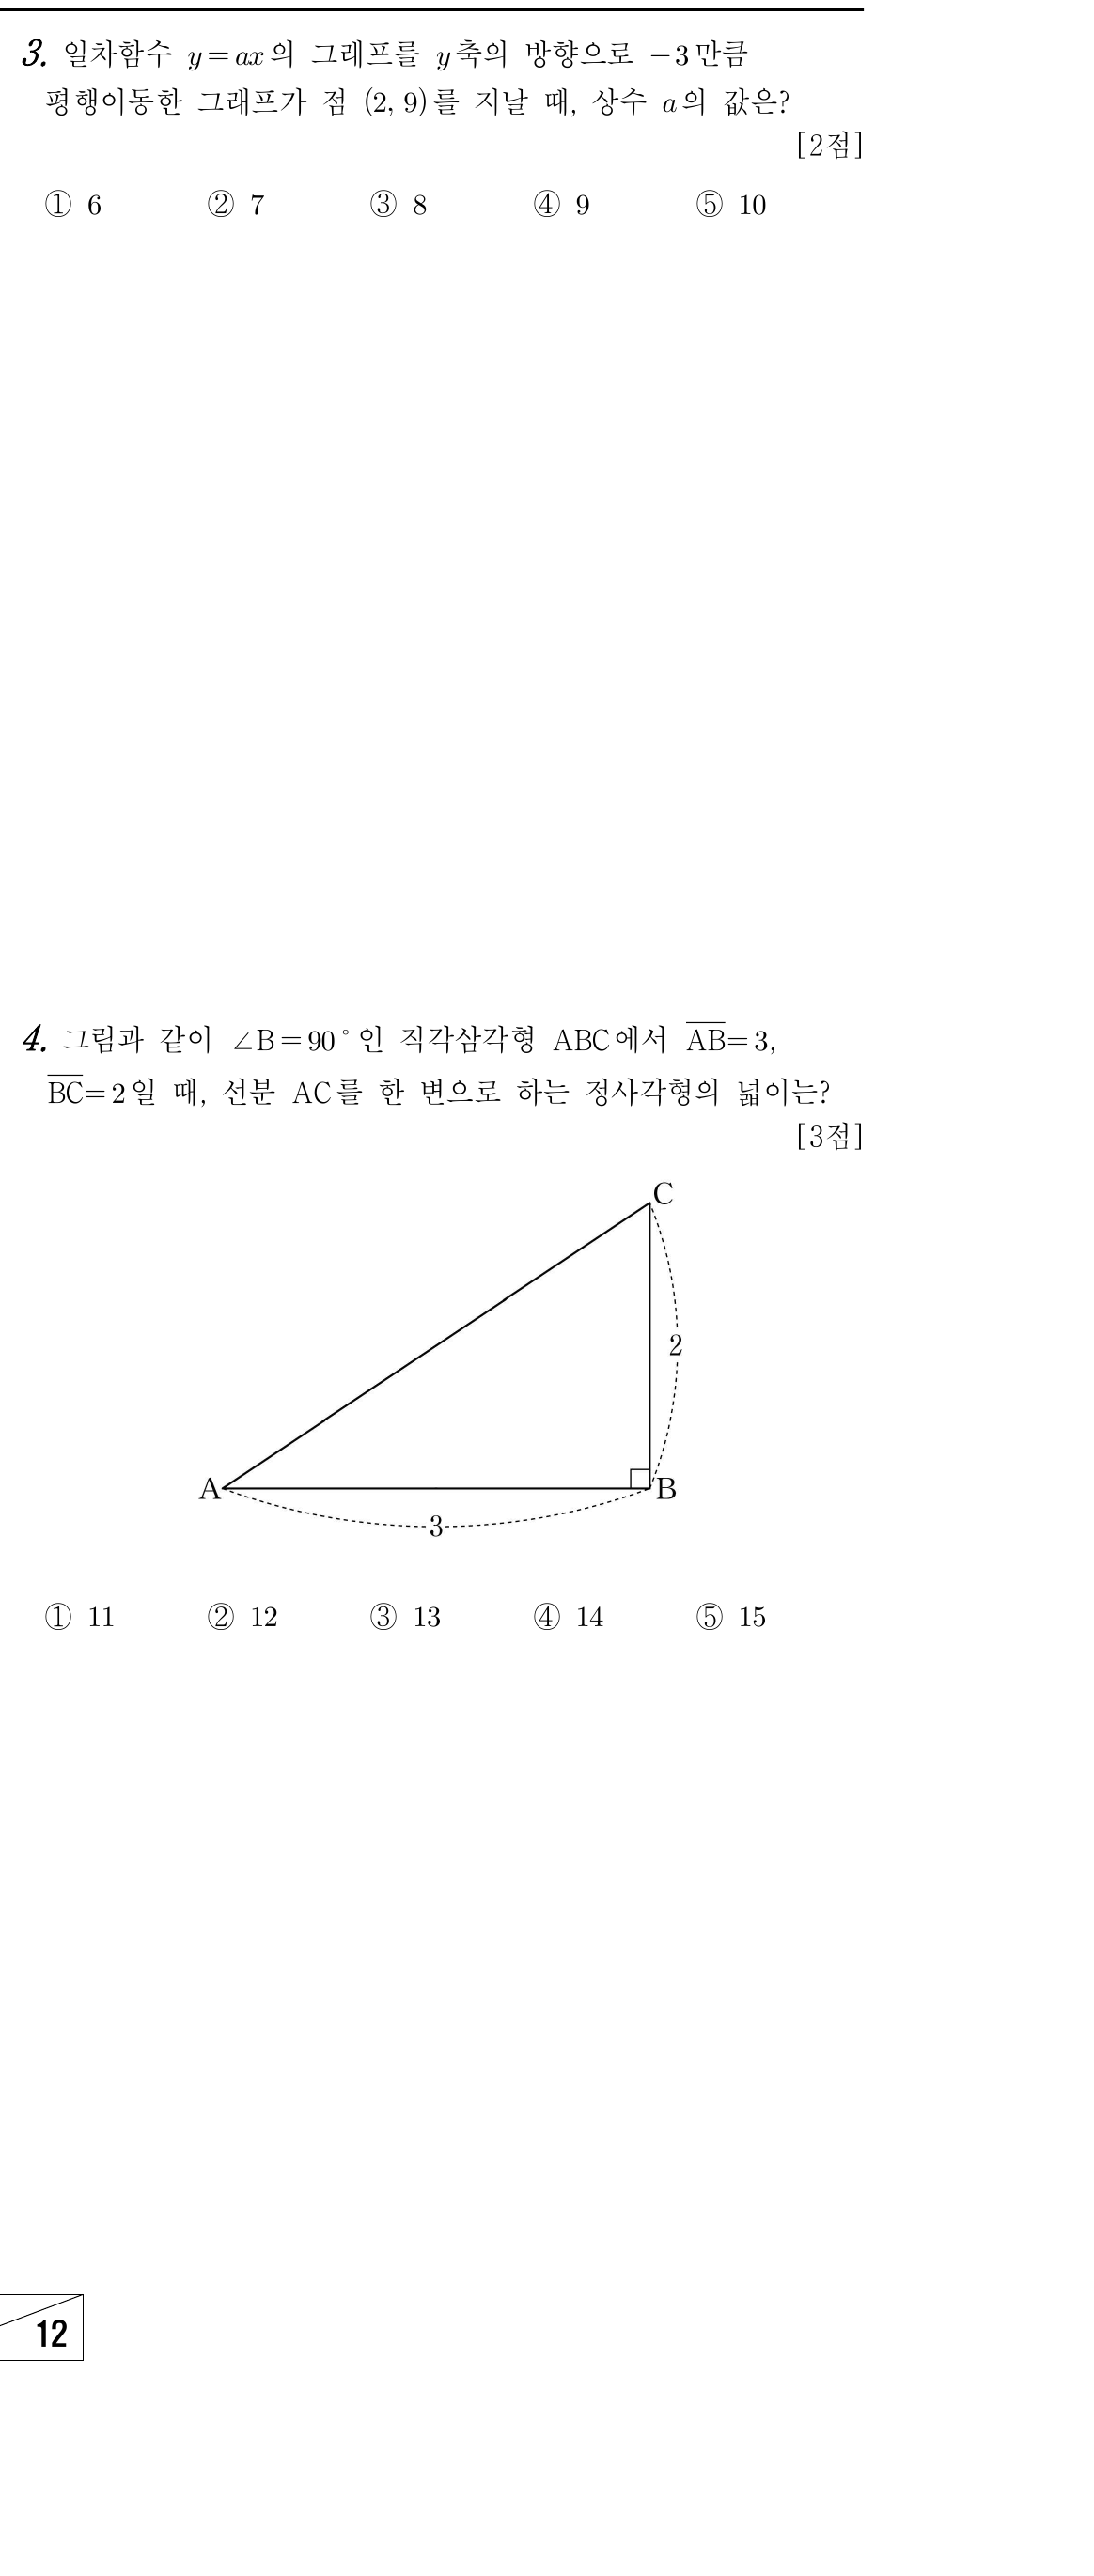 3. 일차함수 y=ax의 그래프를 y축의 방향으로 −3만큼
평행이동한 그래프가 점 (2, 9)를 지날 때, 상수 a의 값은?
[2점]
① 6 ② 7 ③ 8 ④ 9 ⑤ 10
4. 그림과 같이 ∠B=90°인 직각삼각형 ABC에서 A̅B̅=3,
B̅C̅=2일 때, 선분 AC를 한 변으로 하는 정사각형의 넓이는?
[3점]
C
2
A
B
3
① 11 ② 12 ③ 13 ④ 14 ⑤ 15
12